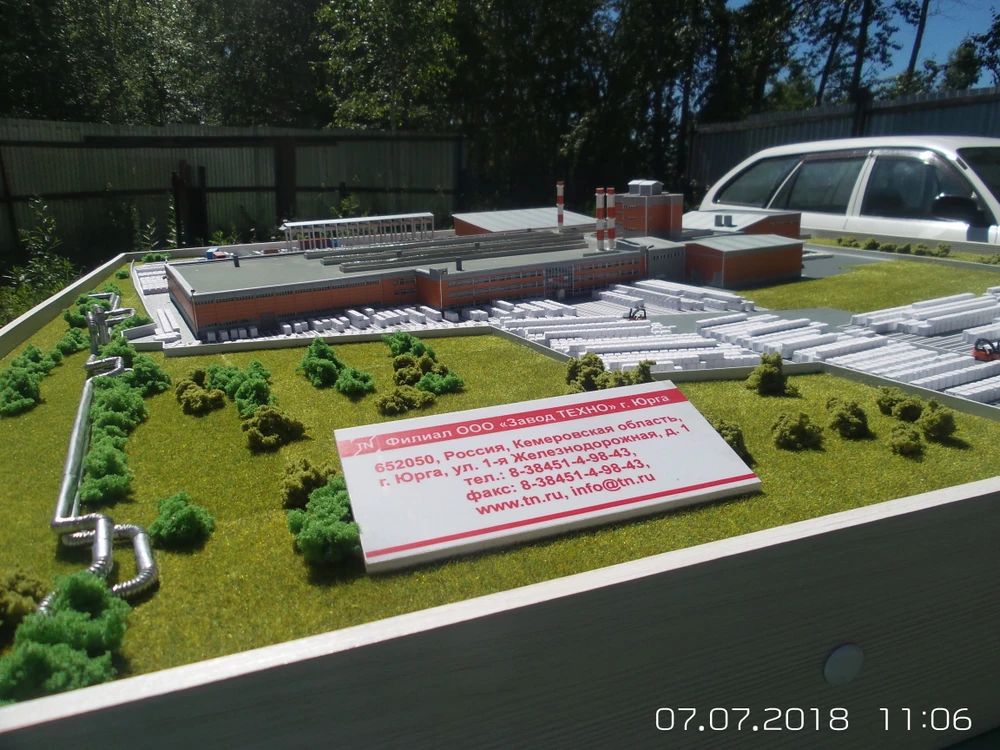 TN Филиал ООО «Завод ТЕХНО» г. Юрга
652050, Россия, Кемеровская область,
г. Юрга, ул. 1-я Железнодорожная, д. 1
тел.: 8-38451-4-98-43,
факс: 8-38451-4-98-43,
www.tn.ru, info@tn.ru
07.07.2018 11:06